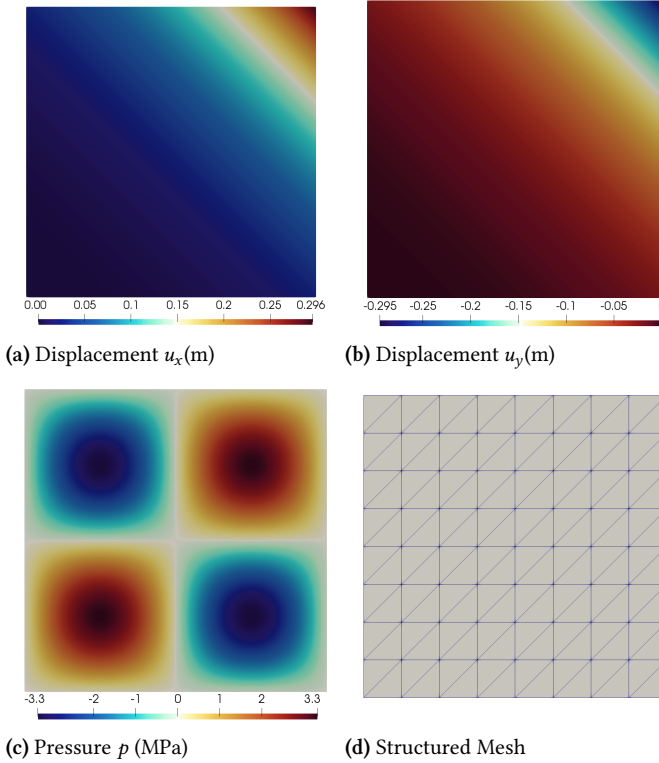 0.00 0.05 0.1 0.15 0.2 0.25 0.296
-0.295 -0.25 -0.2 -0.15 -0.1 -0.05 0
(a) Displacement uₓ(m)
(b) Displacement u_y(m)
-3.3 -2 -1 0 1 2 3.3
(c) Pressure p (MPa)
(d) Structured Mesh